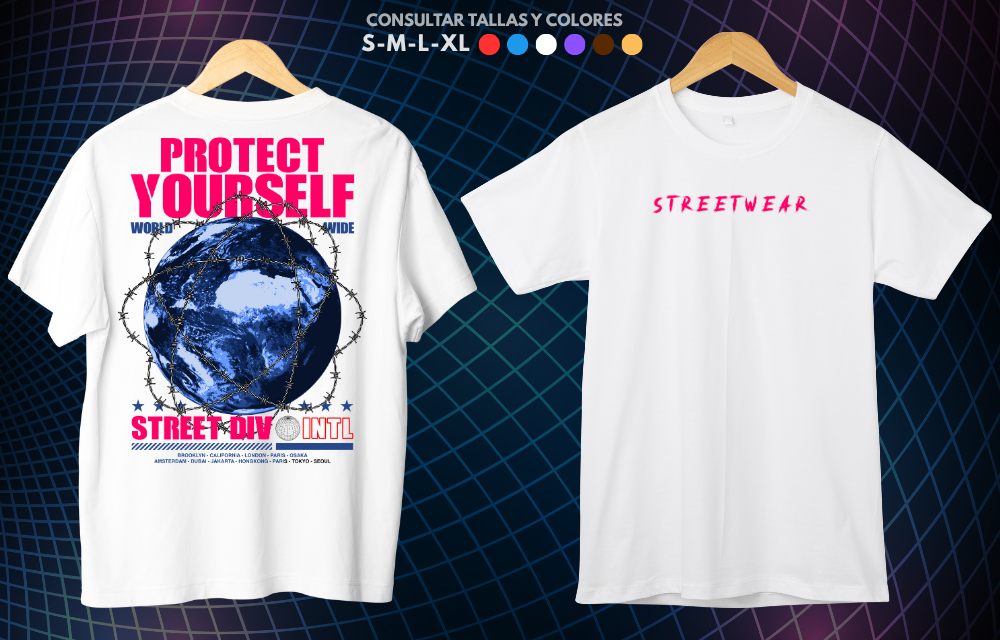 CONSULTAR TALLAS Y COLORES
S-M-L-XL
PROTECT
YOURSELF
WORLD WIDE
STREET DIV INTL
BROOKLYN - CALIFORNIA - LONDON - PARIS - OSAKA
AMSTERDAM - DUBAI - JAKARTA - HONGKONG - PARIS - TOKYO - SEOUL
STREETWEAR